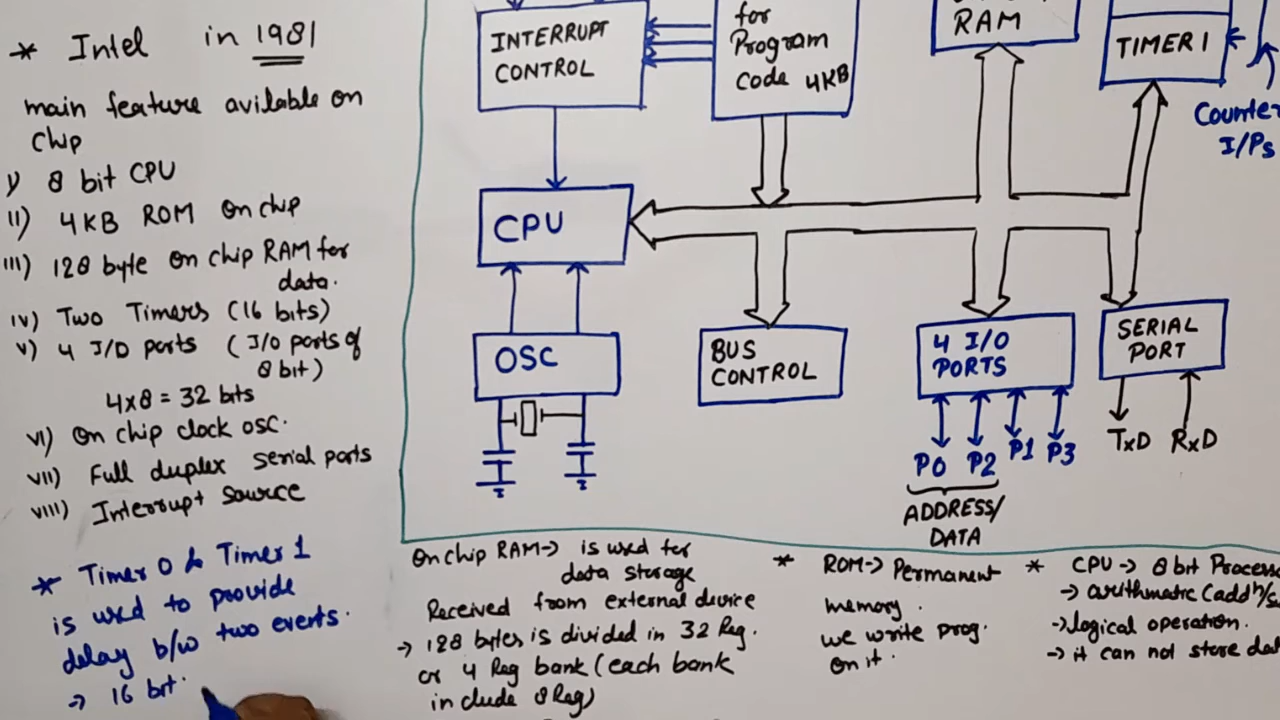 * Intel in 1981
main feature avilable on
Chip
I) 8 bit CPU
II) 4KB ROM On chip
III) 128 byte on chip RAM for
data.
IV) Two Timers (16 bits)
V) 4 I/O ports (I/O ports of
8 bit)
4x8 = 32 bits
VI) On chip clock osc.
VII) Full duplex serial ports
VIII) Interrupt source
* Timer 0 & Timer 1
is used to provide
delay b/w two events.
→ 16 bit.
INTERRUPT
CONTROL
for
Program
code 4KB
RAM
TIMER 1
Counter
I/Ps
CPU
OSC
BUS
CONTROL
4 I/O
PORTS
SERIAL
PORT
P0 P2 P1 P3
TxD RxD
ADDRESS/
DATA
On chip RAM → is used for
data storage
Received from external device
→ 128 bytes is divided in 32 Reg.
or 4 Reg bank (each bank
include 8 Reg)
* ROM → Permanent
memory.
we write prog.
on it.
* CPU → 8 bit Process
→ arithmatic (addn/s
→ logical operation.
→ it can not store dat